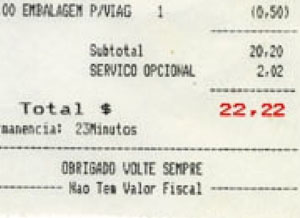 00 EMBALAGEM P/VIAG 1 (0,50)
Subtotal 20,20
SERVICO OPCIONAL 2,02
Total $ 22,22
manencia: 23Minutos
OBRIGADO VOLTE SEMPRE
Nao Tem Valor Fiscal